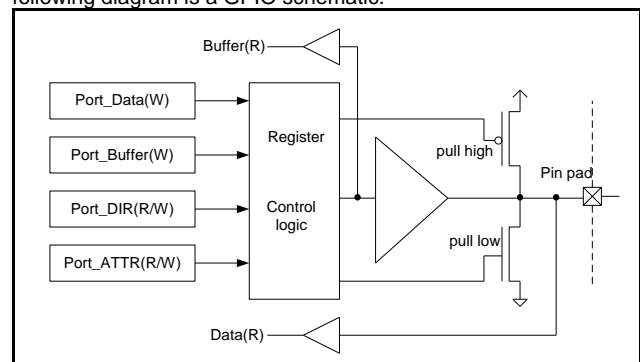 following diagram is a GPIO schematic.
Buffer(R)
Port_Data(W)
Port_Buffer(W)
Port_DIR(R/W)
Port_ATTR(R/W)
Register
Control
logic
pull high
Pin pad
pull low
Data(R)